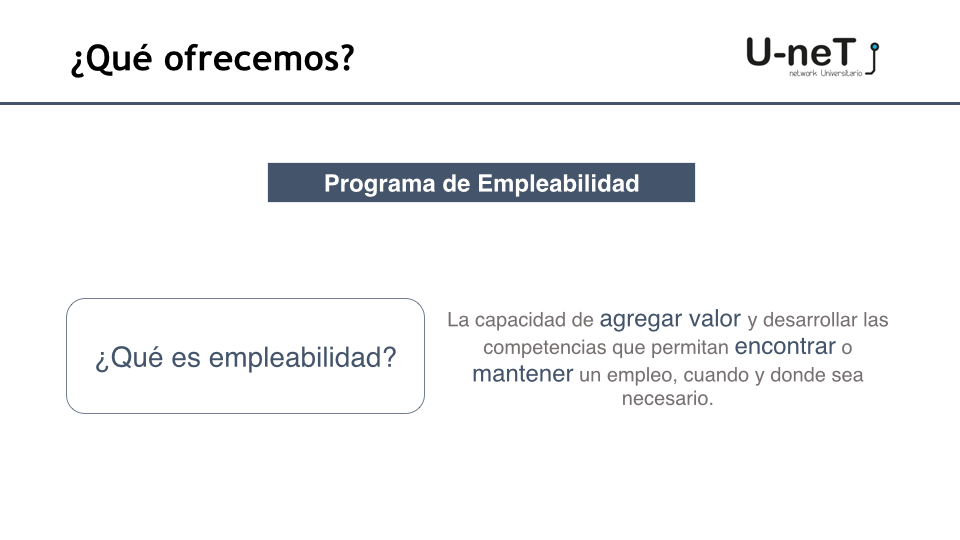 ¿Qué ofrecemos?
U-neT
network Universitario
Programa de Empleabilidad
¿Qué es empleabilidad?
La capacidad de agregar valor y desarrollar las
competencias que permitan encontrar o
mantener un empleo, cuando y donde sea
necesario.